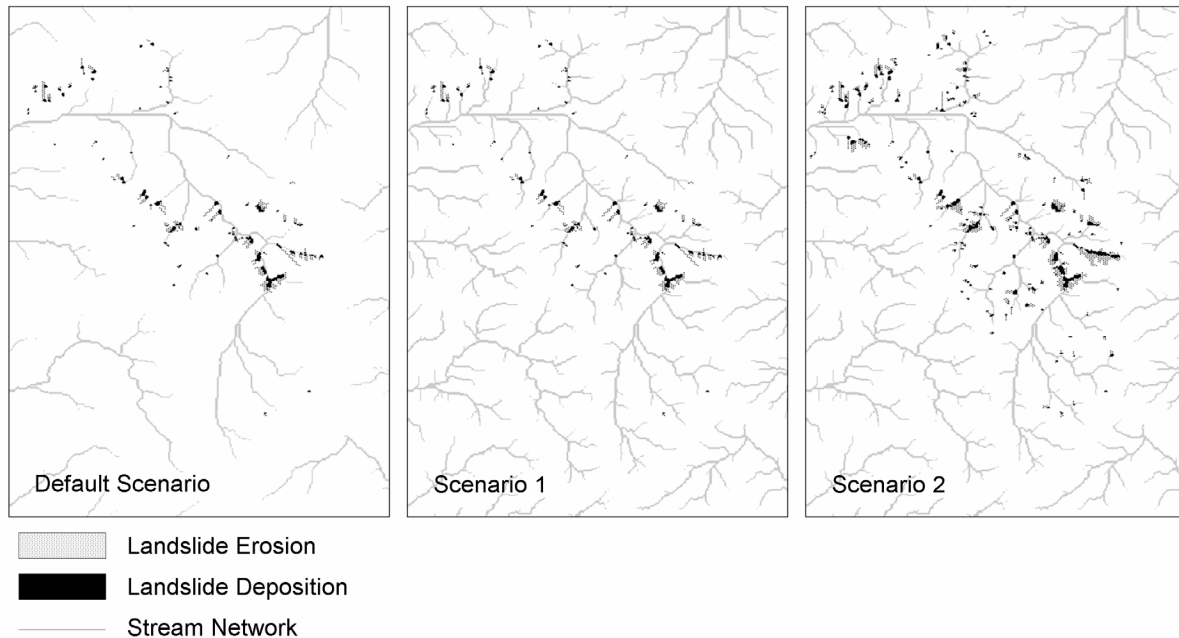 Default Scenario
Scenario 1
Scenario 2
Landslide Erosion
Landslide Deposition
Stream Network